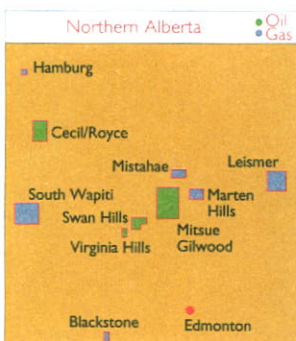 Northern Alberta
Oil
Gas
Hamburg
Cecil/Royce
Mistahae
Leismer
South Wapiti
Marten
Hills
Swan Hills
Virginia Hills
Mitsue
Gilwood
Blackstone
Edmonton